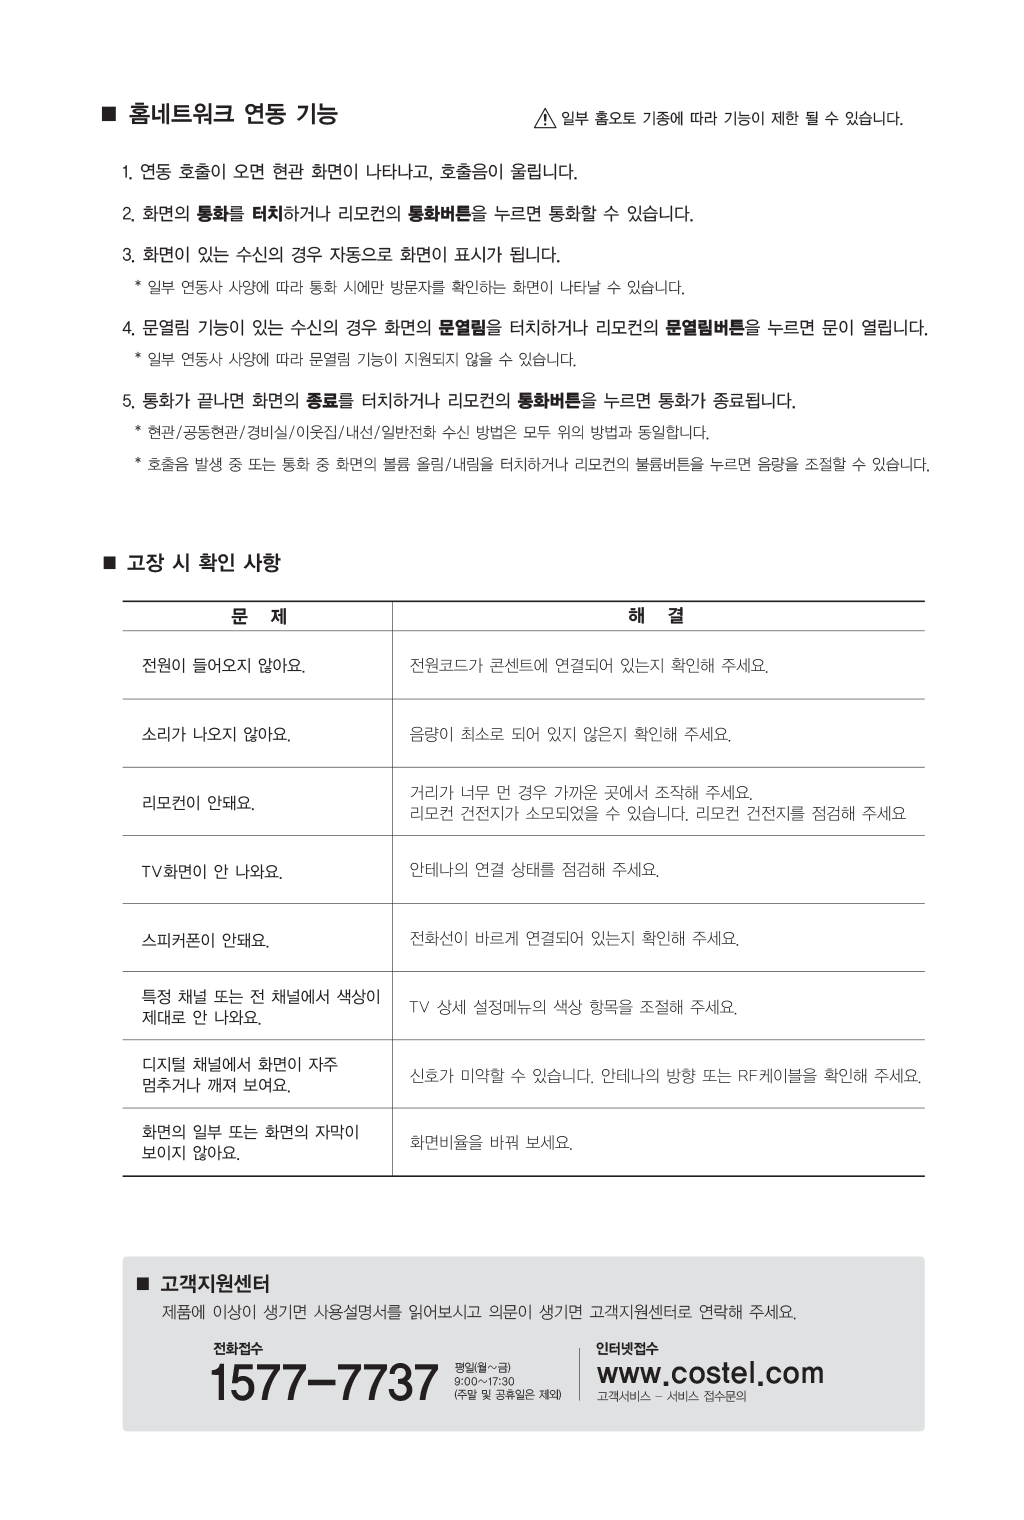 ■ 홈네트워크 연동 기능
⚠ 일부 홈오토 기종에 따라 기능이 제한 될 수 있습니다.
1. 연동 호출이 오면 현관 화면이 나타나고, 호출음이 울립니다.
2. 화면의 통화를 터치하거나 리모컨의 통화버튼을 누르면 통화할 수 있습니다.
3. 화면이 있는 수신의 경우 자동으로 화면이 표시가 됩니다.
* 일부 연동사 사양에 따라 통화 시에만 방문자를 확인하는 화면이 나타날 수 있습니다.
4. 문열림 기능이 있는 수신의 경우 화면의 문열림을 터치하거나 리모컨의 문열림버튼을 누르면 문이 열립니다.
* 일부 연동사 사양에 따라 문열림 기능이 지원되지 않을 수 있습니다.
5. 통화가 끝나면 화면의 종료를 터치하거나 리모컨의 통화버튼을 누르면 통화가 종료됩니다.
* 현관/공동현관/경비실/이웃집/내선/일반전화 수신 방법은 모두 위의 방법과 동일합니다.
* 호출음 발생 중 또는 통화 중 화면의 볼륨 올림/내림을 터치하거나 리모컨의 볼륨버튼을 누르면 음량을 조절할 수 있습니다.
■ 고장 시 확인 사항
문 제 해 결
전원이 들어오지 않아요. 전원코드가 콘센트에 연결되어 있는지 확인해 주세요.
소리가 나오지 않아요. 음량이 최소로 되어 있지 않은지 확인해 주세요.
리모컨이 안돼요.
거리가 너무 먼 경우 가까운 곳에서 조작해 주세요.
리모컨 건전지가 소모되었을 수 있습니다. 리모컨 건전지를 점검해 주세요
TV화면이 안 나와요. 안테나의 연결 상태를 점검해 주세요.
스피커폰이 안돼요. 전화선이 바르게 연결되어 있는지 확인해 주세요.
특정 채널 또는 전 채널에서 색상이
제대로 안 나와요.
TV 상세 설정메뉴의 색상 항목을 조절해 주세요.
디지털 채널에서 화면이 자주
멈추거나 깨져 보여요.
신호가 미약할 수 있습니다. 안테나의 방향 또는 RF케이블을 확인해 주세요.
화면의 일부 또는 화면의 자막이
보이지 않아요.
화면비율을 바꿔 보세요.
■ 고객지원센터
제품에 이상이 생기면 사용설명서를 읽어보시고 의문이 생기면 고객지원센터로 연락해 주세요.
전화접수
1577-7737
평일(월~금)
9:00~17:30
(주말 및 공휴일은 제외)
인터넷접수
www.costel.com
고객서비스 - 서비스 접수문의